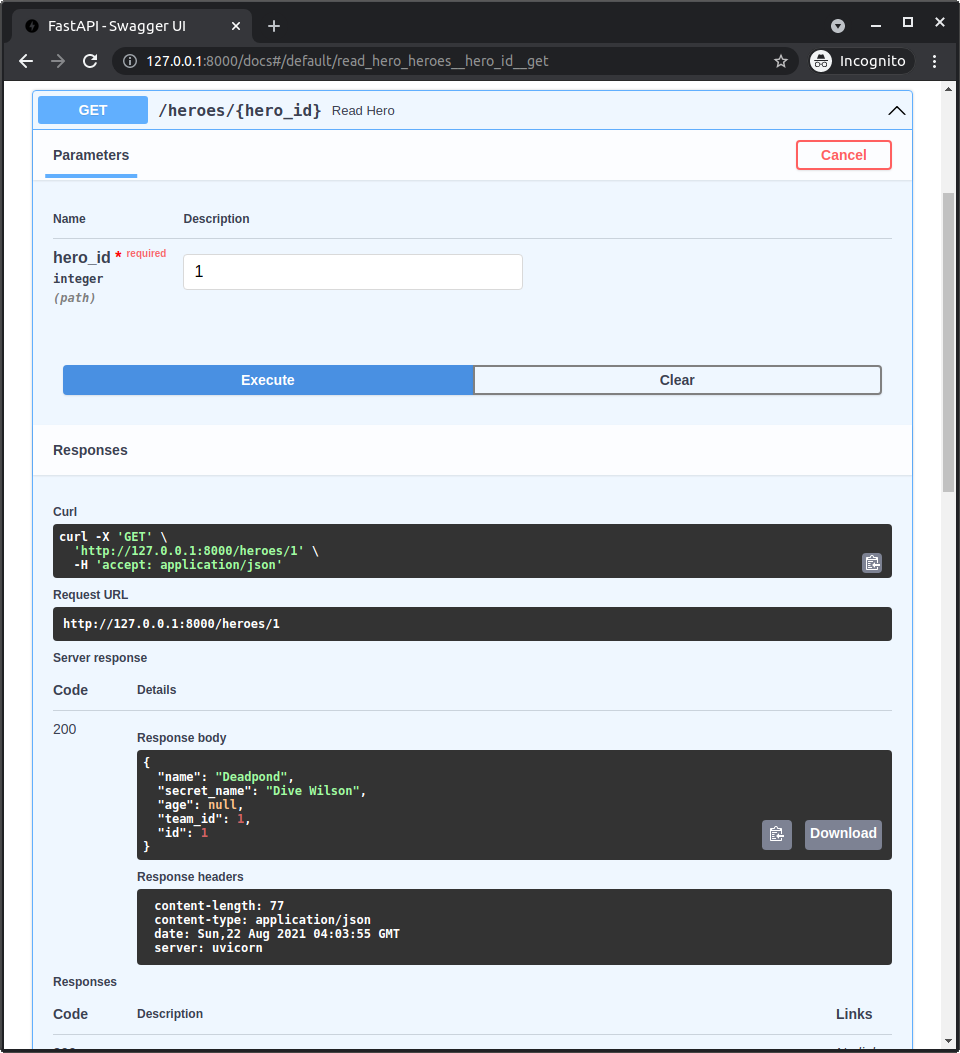 FastAPI - Swagger UI
127.0.0.1:8000/docs#/default/read_hero_heroes__hero_id__get
Incognito
GET /heroes/{hero_id} Read Hero
Parameters
Cancel
Name Description
hero_id * required
integer
(path)
1
Execute Clear
Responses
Curl
curl -X 'GET' \
'http://127.0.0.1:8000/heroes/1' \
-H 'accept: application/json'
Request URL
http://127.0.0.1:8000/heroes/1
Server response
Code Details
200
Response body
{
"name": "Deadpond",
"secret_name": "Dive Wilson",
"age": null,
"team_id": 1,
"id": 1
}
Download
Response headers
content-length: 77
content-type: application/json
date: Sun,22 Aug 2021 04:03:55 GMT
server: uvicorn
Responses
Code Description Links